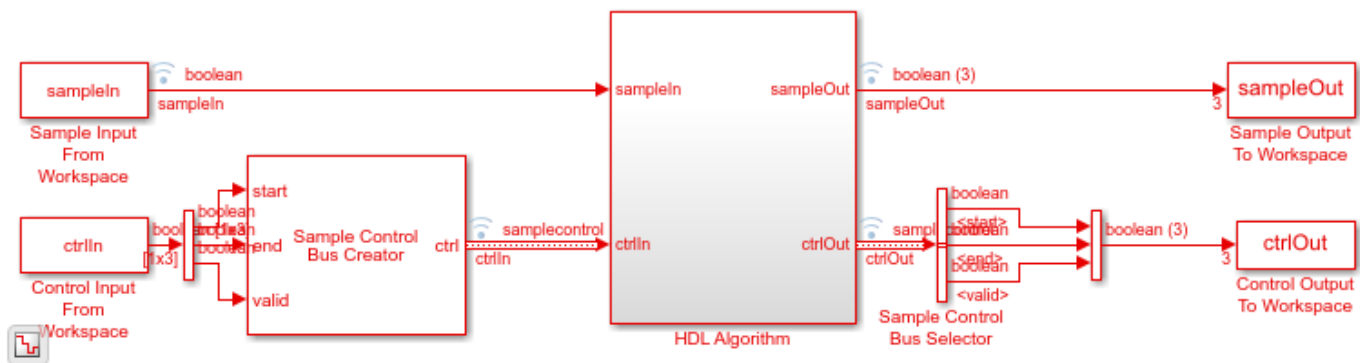 sampleIn
boolean
sampleIn
Sample Input
From
Workspace
sampleIn
sampleOut
boolean (3)
sampleOut
3
sampleOut
Sample Output
To Workspace
ctrlIn
[1x3]
Control Input
From
Workspace
boolean
boolean
start
end
valid
Sample Control
Bus Creator
ctrl
samplecontrol
ctrlIn
ctrlIn
ctrlOut
HDL Algorithm
ctrlOut
boolean
<start>
<end>
boolean
<valid>
Sample Control
Bus Selector
boolean (3)
3
ctrlOut
Control Output
To Workspace